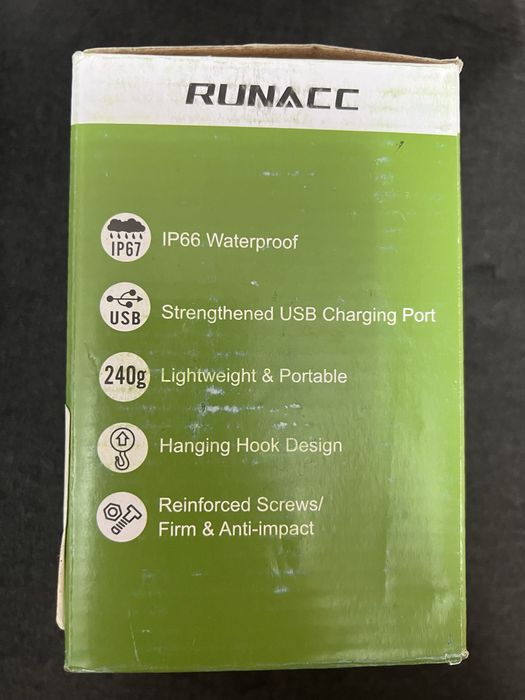 RUNACC
IP67
IP66 Waterproof
USB
Strengthened USB Charging Port
240g
Lightweight & Portable
Hanging Hook Design
Reinforced Screws/
Firm & Anti-impact